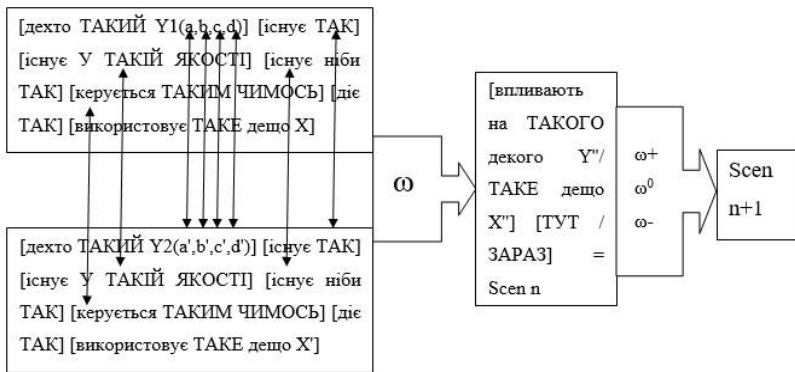 [дехто ТАКИЙ Y1(a,b,c,d)] [існує ТАК]
[існує У ТАКІЙ ЯКОСТІ] [існує ніби
ТАК] [керується ТАКИМ ЧИМОСЬ] [діє
ТАК] [використовує ТАКЕ дещо X]
[дехто ТАКИЙ Y2(a',b',c',d')] [існує ТАК]
[існує У ТАКІЙ ЯКОСТІ] [існує ніби
ТАК] [керується ТАКИМ ЧИМОСЬ] [діє
ТАК] [використовує ТАКЕ дещо X']
ω
[впливають
на ТАКОГО
декого Y"/
ТАКЕ дещо
X"] [ТУТ /
ЗАРАЗ] =
Scen n
ω+
ω⁰
ω-
Scen
n+1